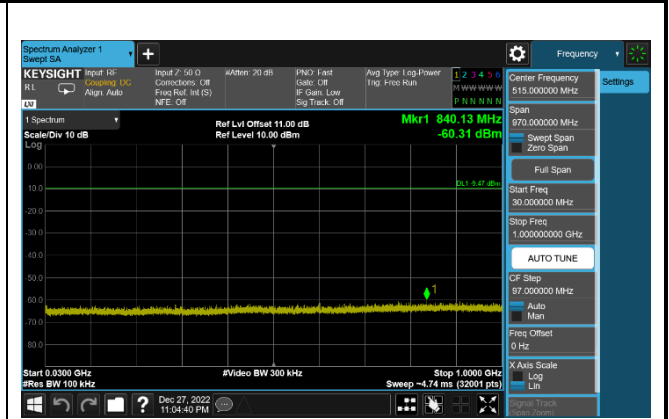 Spectrum Analyzer 1
Swept SA
Frequency
KEYSIGHT
R L
LXI
Input: RF
Coupling: DC
Align: Auto
Input Z: 50 Ω
Corrections: Off
Freq Ref: Int (S)
NFE: Off
#Atten: 20 dB
PNO: Fast
Gate: Off
IF Gain: Low
Sig Track: Off
Avg Type: Log-Power
Trig: Free Run
1 2 3 4 5 6
M W W W W W
P N N N N N
Settings
1 Spectrum
Scale/Div 10 dB
Log
Ref Lvl Offset 11.00 dB
Ref Level 10.00 dBm
Mkr1 840.13 MHz
-60.31 dBm
0.00
DL1 -9.47 dBm
-10.0
-20.0
-30.0
-40.0
-50.0
-60.0
-70.0
-80.0
1
Start 0.0300 GHz
#Res BW 100 kHz
#Video BW 300 kHz
Stop 1.0000 GHz
Sweep ~4.74 ms (32001 pts)
Center Frequency
515.000000 MHz
Span
970.000000 MHz
Swept Span
Zero Span
Full Span
Start Freq
30.000000 MHz
Stop Freq
1.000000000 GHz
AUTO TUNE
CF Step
97.000000 MHz
Auto
Man
Freq Offset
0 Hz
X Axis Scale
Log
Lin
Signal Track
(Span Zoom)
?
Dec 27, 2022
11:04:40 PM